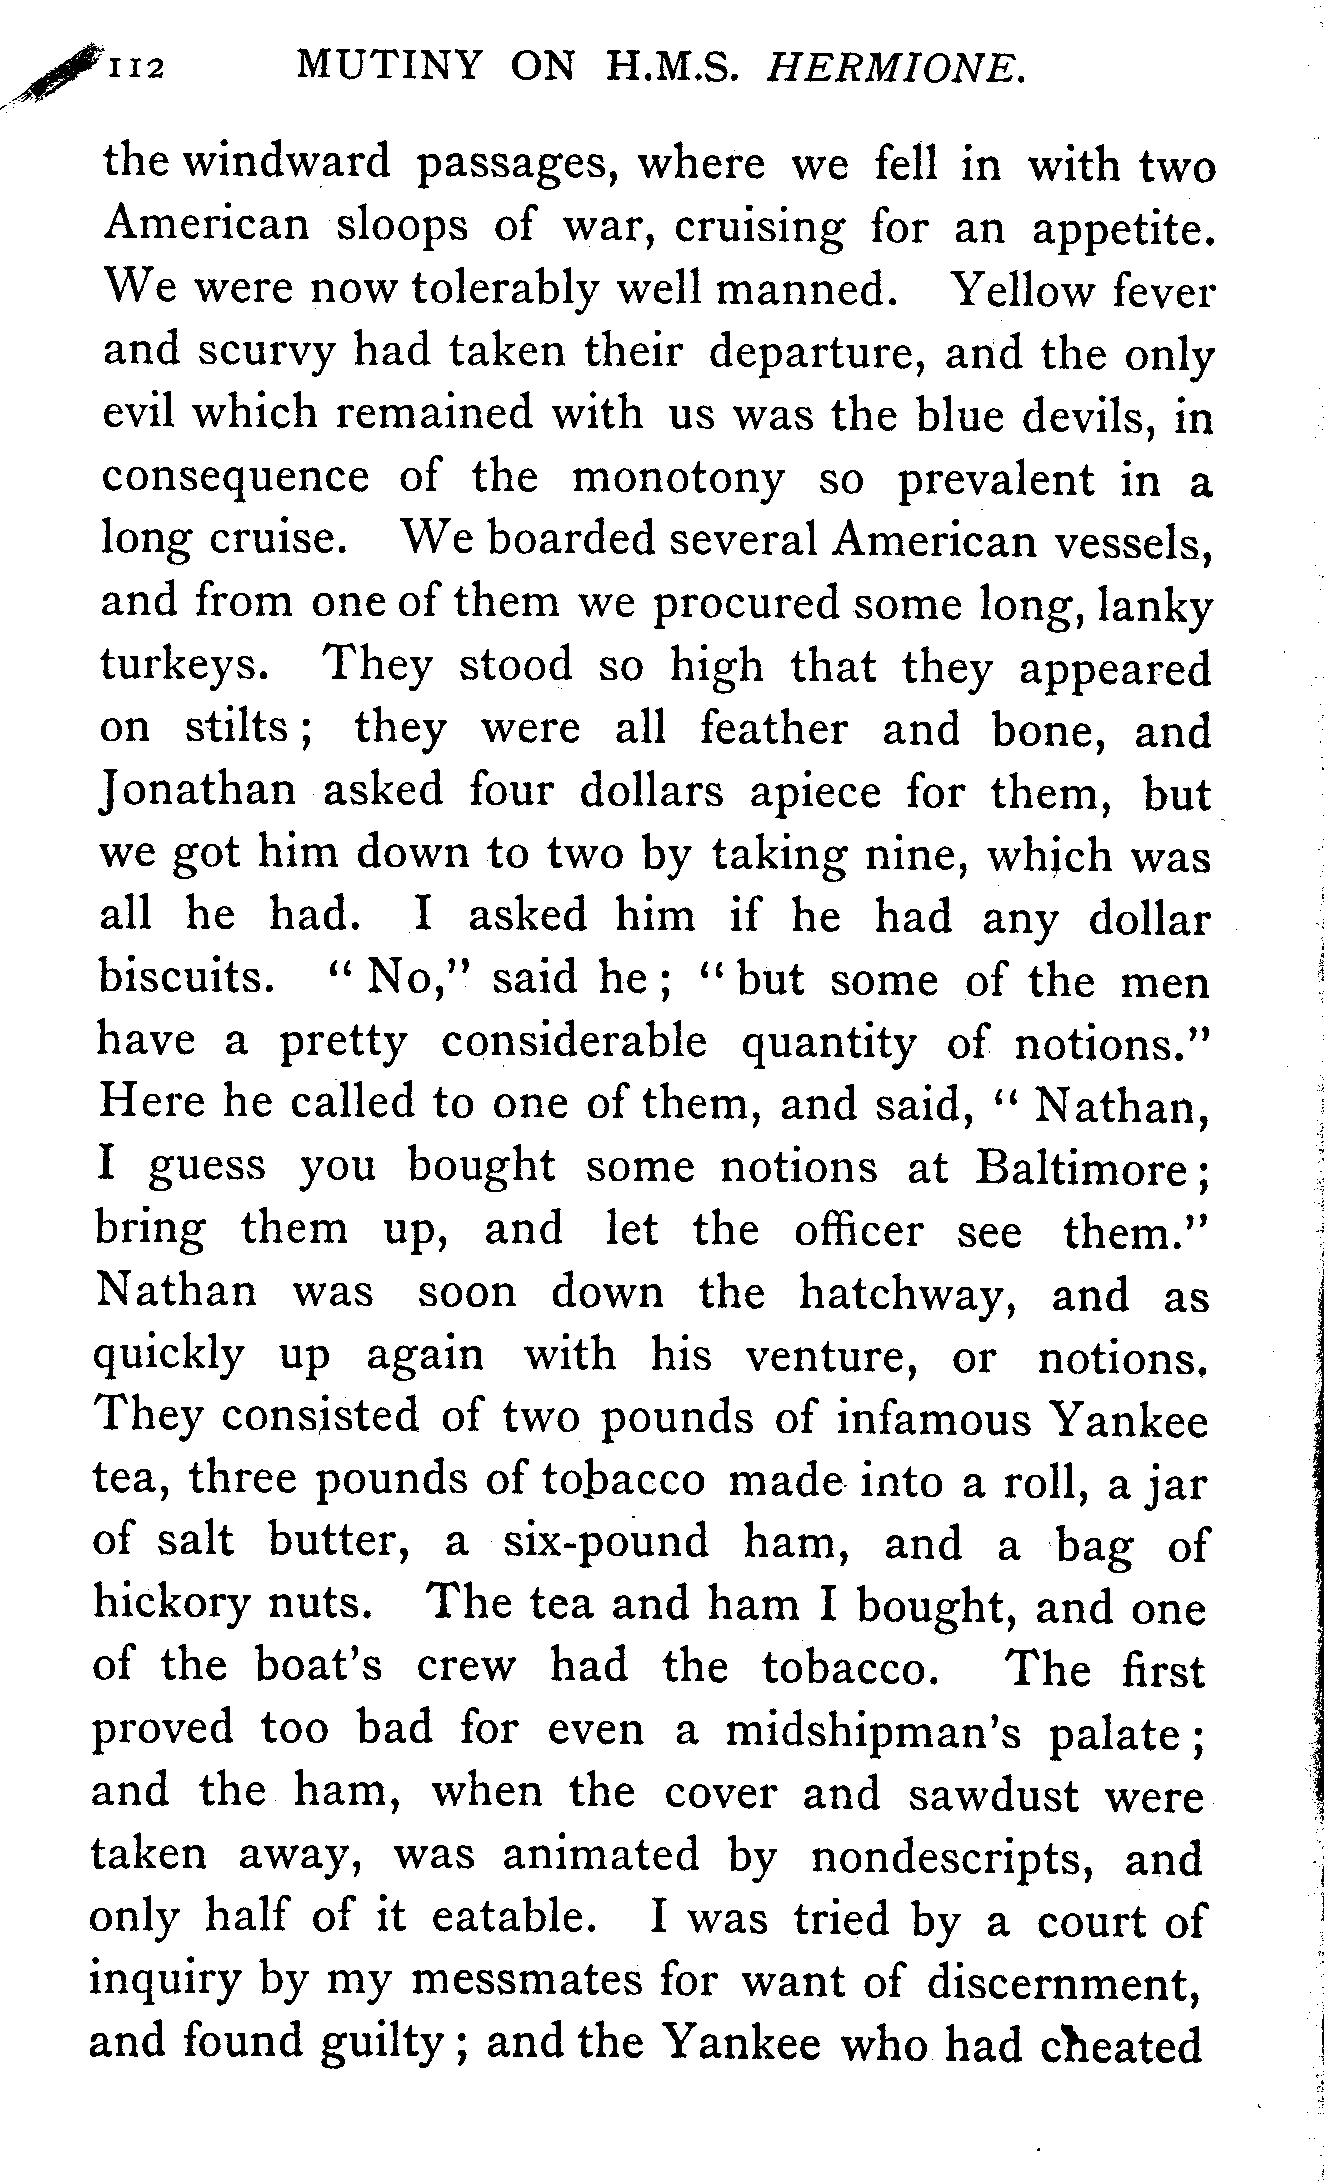 112 MUTINY ON H.M.S. HERMIONE.
the windward passages, where we fell in with two
American sloops of war, cruising for an appetite.
We were now tolerably well manned. Yellow fever
and scurvy had taken their departure, and the only
evil which remained with us was the blue devils, in
consequence of the monotony so prevalent in a
long cruise. We boarded several American vessels,
and from one of them we procured some long, lanky
turkeys. They stood so high that they appeared
on stilts; they were all feather and bone, and
Jonathan asked four dollars apiece for them, but
we got him down to two by taking nine, which was
all he had. I asked him if he had any dollar
biscuits. "No," said he; "but some of the men
have a pretty considerable quantity of notions."
Here he called to one of them, and said, "Nathan,
I guess you bought some notions at Baltimore;
bring them up, and let the officer see them."
Nathan was soon down the hatchway, and as
quickly up again with his venture, or notions.
They consisted of two pounds of infamous Yankee
tea, three pounds of tobacco made into a roll, a jar
of salt butter, a six-pound ham, and a bag of
hickory nuts. The tea and ham I bought, and one
of the boat's crew had the tobacco. The first
proved too bad for even a midshipman's palate;
and the ham, when the cover and sawdust were
taken away, was animated by nondescripts, and
only half of it eatable. I was tried by a court of
inquiry by my messmates for want of discernment,
and found guilty; and the Yankee who had cheated